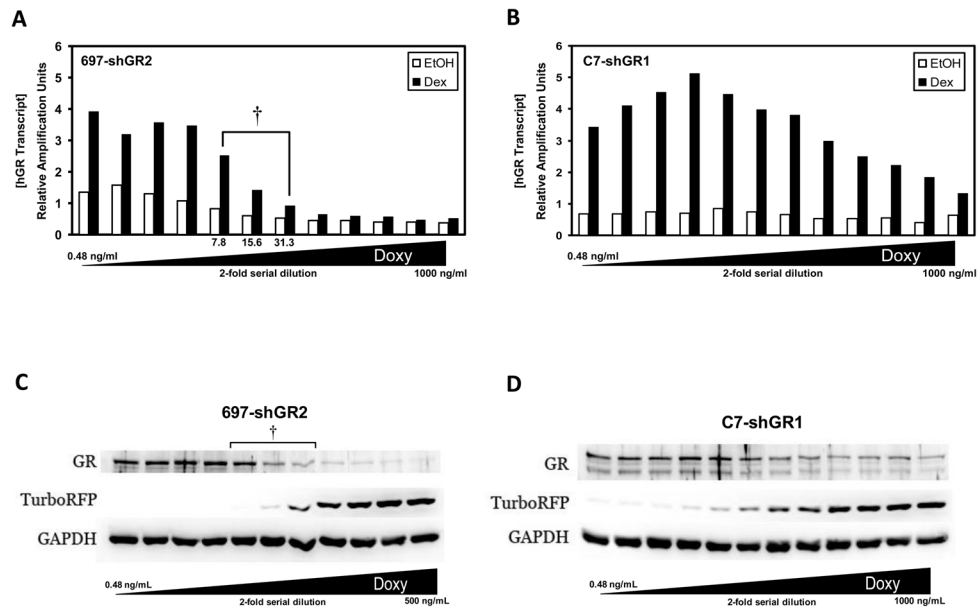 A
B
697-shGR2
EtOH
Dex
†
[hGR Transcript]
Relative Amplification Units
6
5
4
3
2
1
0
7.8 15.6 31.3
0.48 ng/ml
Doxy
2-fold serial dilution
1000 ng/ml
C7-shGR1
EtOH
Dex
[hGR Transcript]
Relative Amplification Units
6
5
4
3
2
1
0
0.48 ng/ml
Doxy
2-fold serial dilution
1000 ng/ml
C
D
697-shGR2
†
GR
TurboRFP
GAPDH
0.48 ng/mL
Doxy
2-fold serial dilution
500 ng/mL
C7-shGR1
GR
TurboRFP
GAPDH
0.48 ng/mL
Doxy
2-fold serial dilution
1000 ng/mL